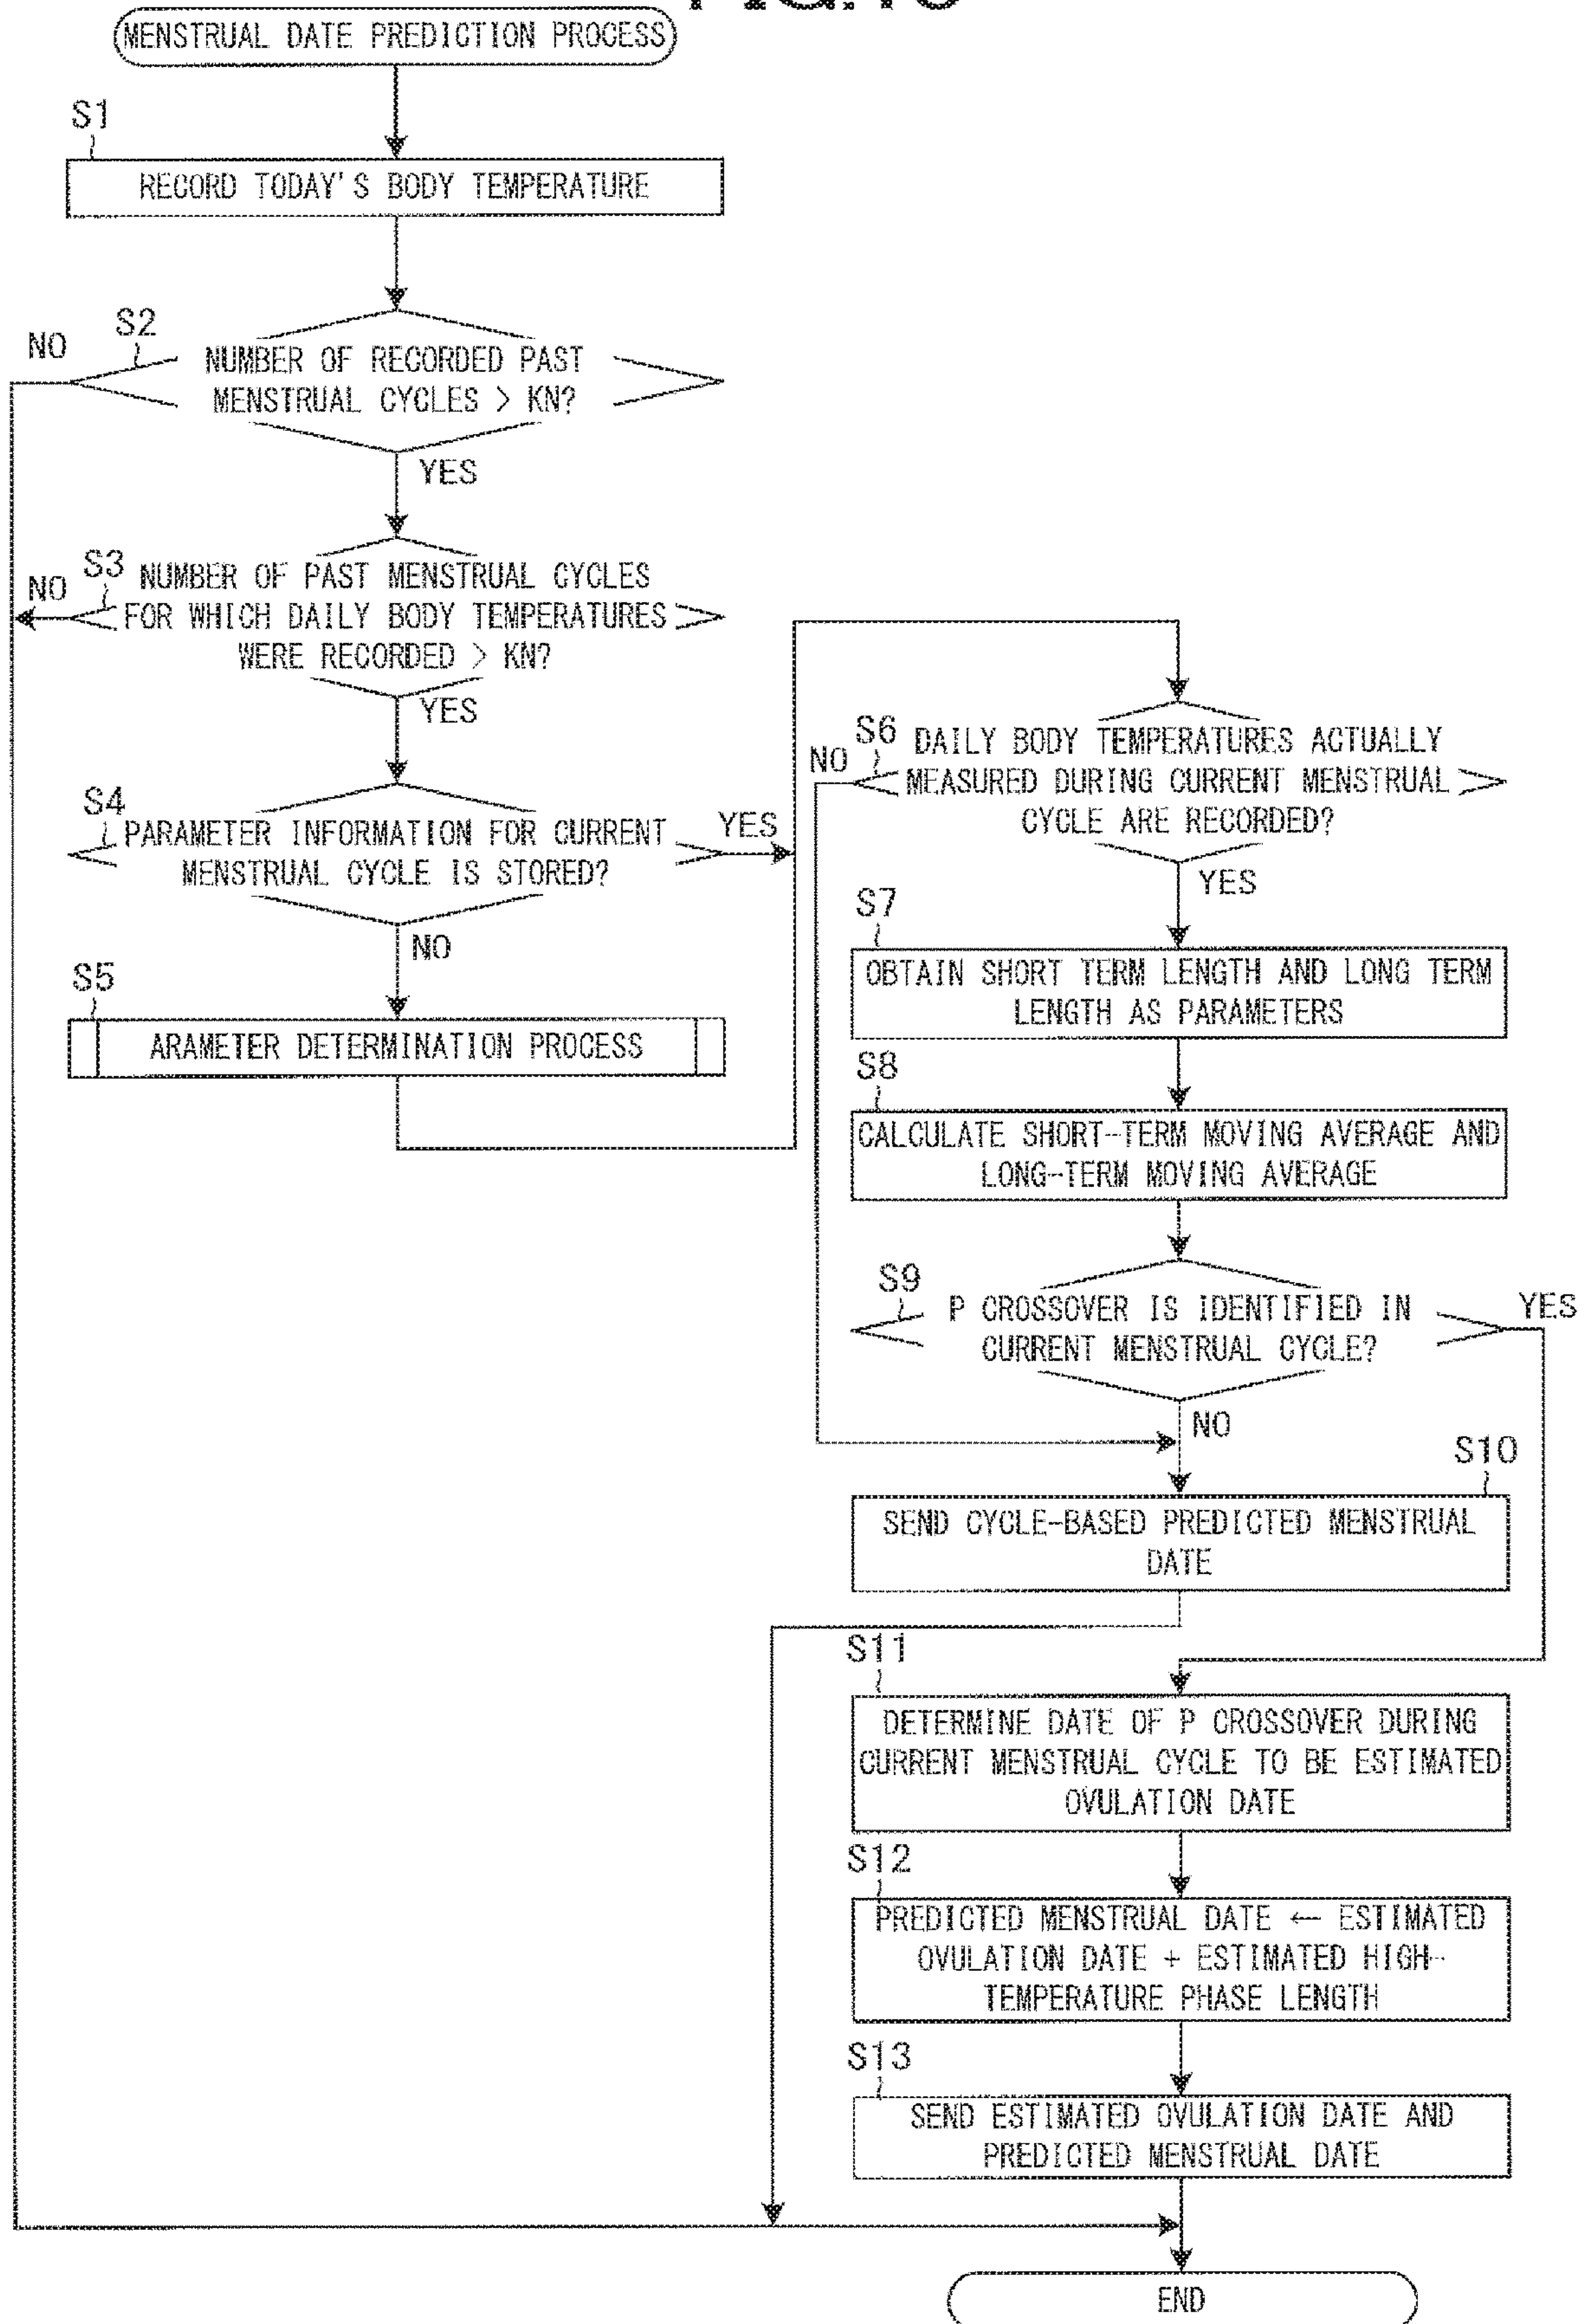 MENSTRUAL DATE PREDICTION PROCESS
S1
RECORD TODAY'S BODY TEMPERATURE
S2
NO
NUMBER OF RECORDED PAST
MENSTRUAL CYCLES > KN?
YES
S3
NO
NUMBER OF PAST MENSTRUAL CYCLES
FOR WHICH DAILY BODY TEMPERATURES
WERE RECORDED > KN?
YES
S4
PARAMETER INFORMATION FOR CURRENT
MENSTRUAL CYCLE IS STORED?
YES
NO
S5
ARAMETER DETERMINATION PROCESS
S6
NO
DAILY BODY TEMPERATURES ACTUALLY
MEASURED DURING CURRENT MENSTRUAL
CYCLE ARE RECORDED?
YES
S7
OBTAIN SHORT TERM LENGTH AND LONG TERM
LENGTH AS PARAMETERS
S8
CALCULATE SHORT-TERM MOVING AVERAGE AND
LONG-TERM MOVING AVERAGE
S9
P CROSSOVER IS IDENTIFIED IN
CURRENT MENSTRUAL CYCLE?
YES
NO
S10
SEND CYCLE-BASED PREDICTED MENSTRUAL
DATE
S11
DETERMINE DATE OF P CROSSOVER DURING
CURRENT MENSTRUAL CYCLE TO BE ESTIMATED
OVULATION DATE
S12
PREDICTED MENSTRUAL DATE ← ESTIMATED
OVULATION DATE + ESTIMATED HIGH-
TEMPERATURE PHASE LENGTH
S13
SEND ESTIMATED OVULATION DATE AND
PREDICTED MENSTRUAL DATE
END